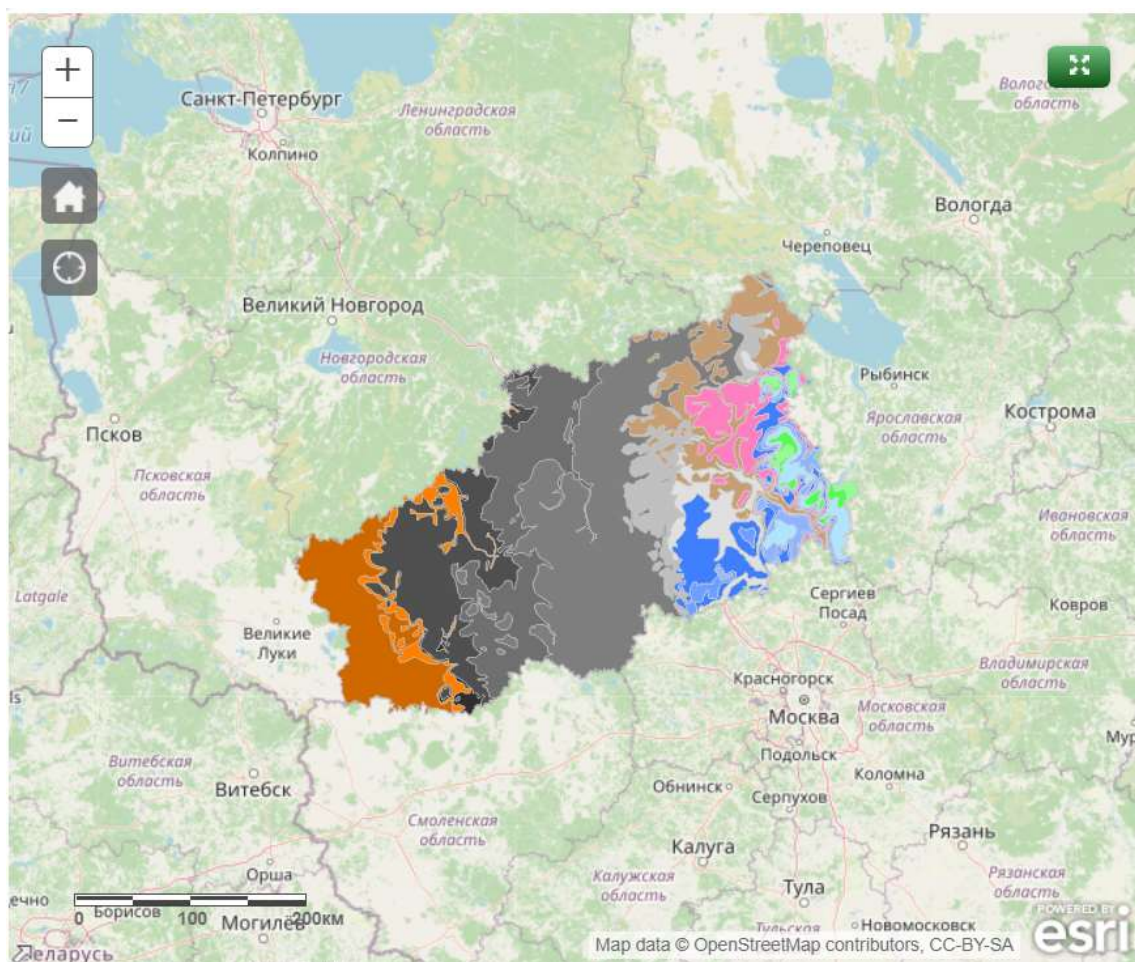 +
Санкт-Петербург
Ленинградская
область
Колпино
−
Вологда
Череповец
Великий Новгород
Новгородская
область
Рыбинск
Ярославская
область
Кострома
Псков
Псковская
область
Ивановская
область
Latgale
Великие
Луки
Сергиев
Посад
Ковров
Владимирская
область
Красногорск
Москва
Московская
область
Подольск
Витебская
область
Витебск
Коломна
Обнинск
Серпухов
Смоленская
область
Рязань
Калуга
Калужская
область
Рязанская
область
Тула
Орша
0 100 200км
Борисов
Могилёв
Новомосковск
Тульская
POWERED BY
esri
Map data © OpenStreetMap contributors, CC-BY-SA